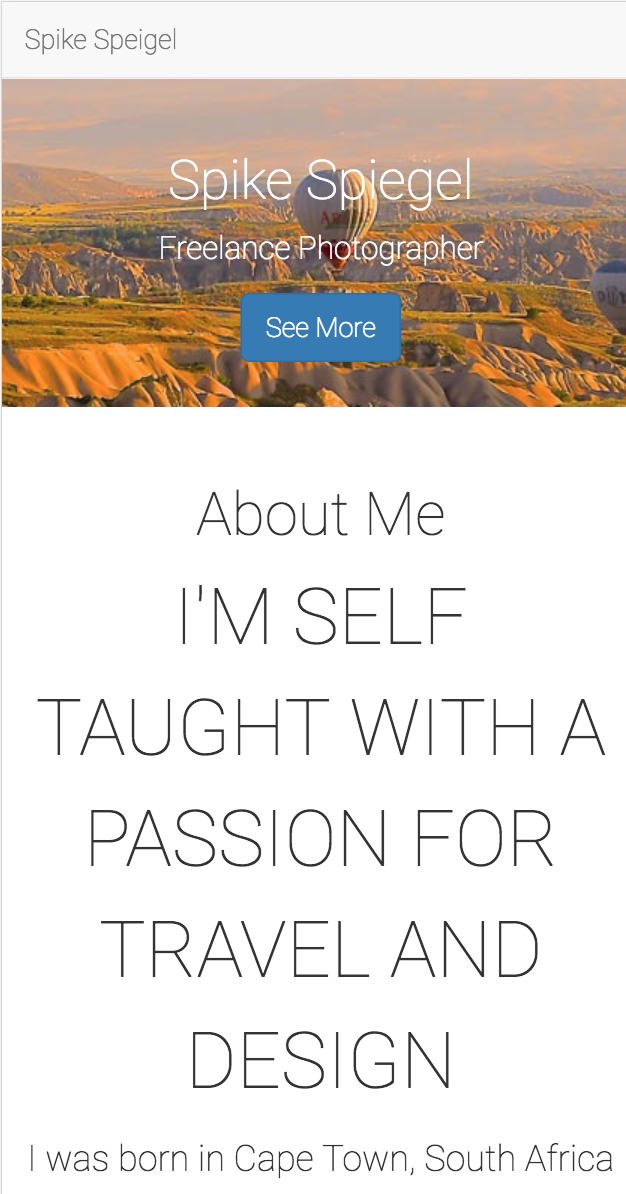 Spike Speigel
Spike Spiegel
Freelance Photographer
See More
About Me
I'M SELF
TAUGHT WITH A
PASSION FOR
TRAVEL AND
DESIGN
I was born in Cape Town, South Africa